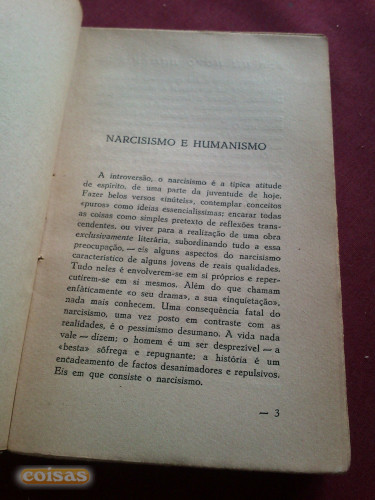 NARCISISMO E HUMANISMO
A introversão, o narcisismo é a típica atitude
de espírito, de uma parte da juventude de hoje.
Fazer belos versos «inúteis», contemplar conceitos
«puros» como ideias essencialíssimas; encarar todas
as coisas como simples pretexto de reflexões trans-
cendentes, ou viver para a realização de uma obra
exclusivamente literária, subordinando tudo a essa
preocupação, — eis alguns aspectos do narcisismo
característico de alguns jovens de reais qualidades.
Tudo neles é envolverem-se em si próprios e reper-
cutirem-se em si mesmos. Além do que chamam
enfàticamente «o seu drama», a sua «inquietação»,
nada mais conhecem. Uma consequência fatal do
narcisismo, uma vez posto em contraste com as
realidades, é o pessimismo desumano. A vida nada
vale — dizem; o homem é um ser desprezível — a
«besta» sôfrega e repugnante; a história é um
encadeamento de factos desanimadores e repulsivos.
Eis em que consiste o narcisismo.
— 3
coisas